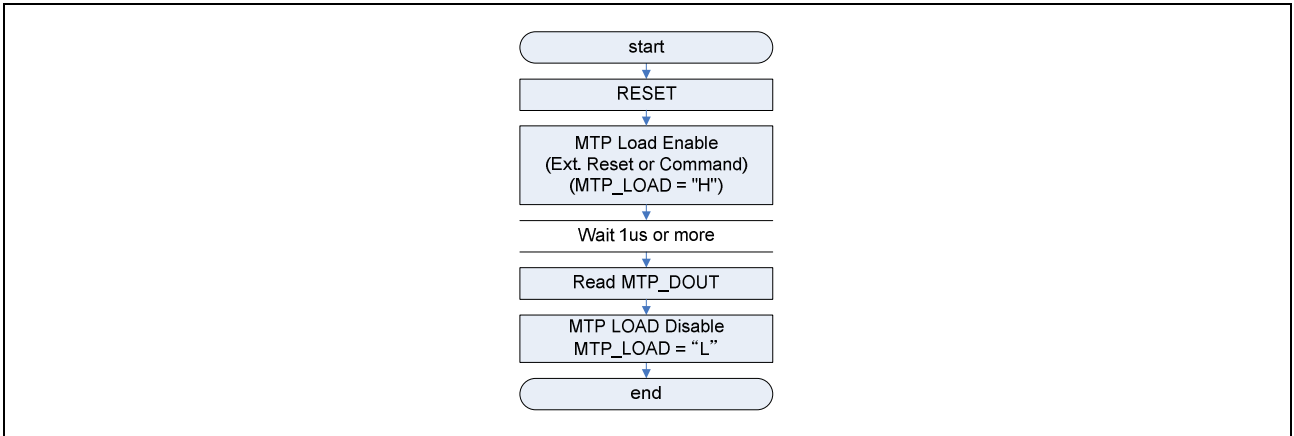 start
RESET
MTP Load Enable
(Ext. Reset or Command)
(MTP_LOAD = "H")
Wait 1us or more
Read MTP_DOUT
MTP LOAD Disable
MTP_LOAD = “L”
end